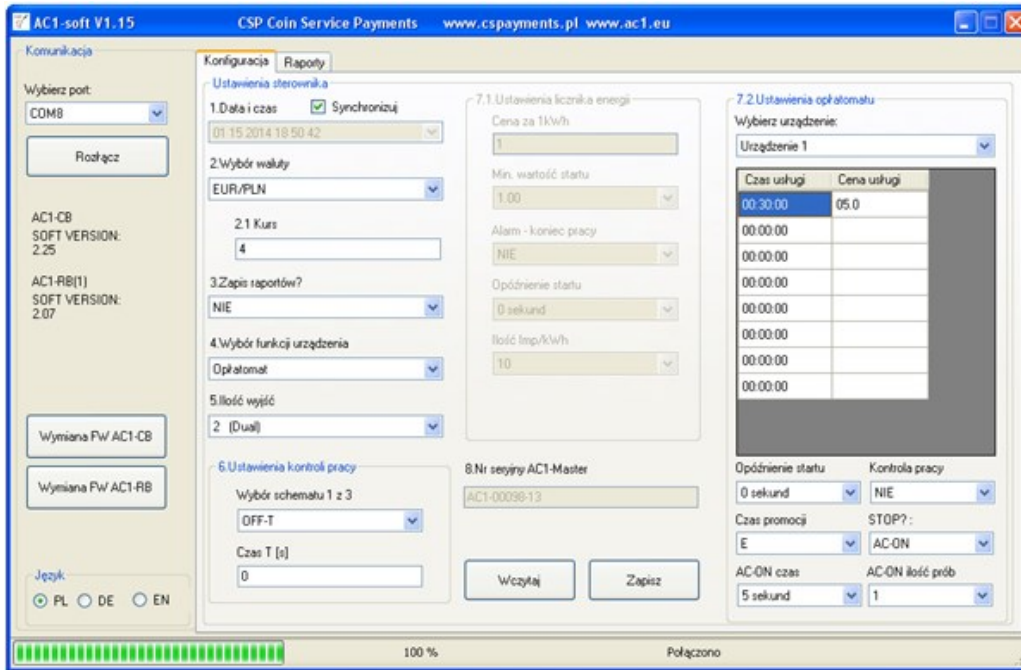 AC1-soft V1.15 CSP Coin Service Payments www.cspayments.pl www.ac1.eu
Komunikacja
Wybierz port:
COM8
Rozłącz
AC1-CB
SOFT VERSION:
2.25
AC1-RB(1)
SOFT VERSION:
2.07
Wymiana FW AC1-CB
Wymiana FW AC1-RB
Język
PL DE EN
Konfiguracja Raporty
Ustawienia sterownika
1.Data i czas Synchronizuj
01 15 2014 18 50 42
2.Wybór waluty
EUR/PLN
2.1 Kurs
4
3.Zapis raportów?
NIE
4.Wybór funkcji urządzenia
Opłatomat
5.Ilość wyjść
2 (Dual)
6.Ustawienia kontroli pracy
Wybór schematu 1 z 3
OFF-T
Czas T [s]
0
7.1.Ustawienia licznika energii
Cena za 1kWh
1
Min. wartość startu
1.00
Alarm - koniec pracy
NIE
Opóźnienie startu
0 sekund
Ilość Imp/kWh
10
8.Nr seryjny AC1-Master
AC1-00098-13
Wczytaj Zapisz
7.2.Ustawienia opłatomatu
Wybierz urządzenie:
Urządzenie 1
Czas usługi Cena usługi
00:30:00 05.0
00:00:00
00:00:00
00:00:00
00:00:00
00:00:00
00:00:00
00:00:00
Opóźnienie startu Kontrola pracy
0 sekund NIE
Czas promocji STOP? :
E AC-ON
AC-ON czas AC-ON ilość prób
5 sekund 1
100 % Połączono